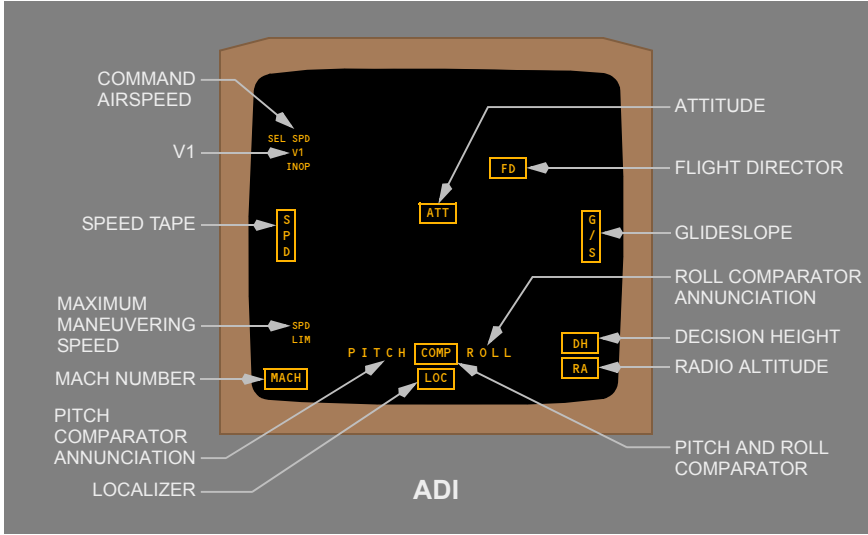 COMMAND
AIRSPEED
ATTITUDE
SEL SPD
V1
V1
INOP
FD
FLIGHT DIRECTOR
SPEED TAPE
S
P
D
ATT
G
/
S
GLIDESLOPE
ROLL COMPARATOR
ANNUNCIATION
MAXIMUM
MANEUVERING
SPEED
SPD
LIM
PITCH
COMP
ROLL
DH
DECISION HEIGHT
RA
RADIO ALTITUDE
MACH NUMBER
MACH
LOC
PITCH
COMPARATOR
ANNUNCIATION
PITCH AND ROLL
COMPARATOR
LOCALIZER
ADI